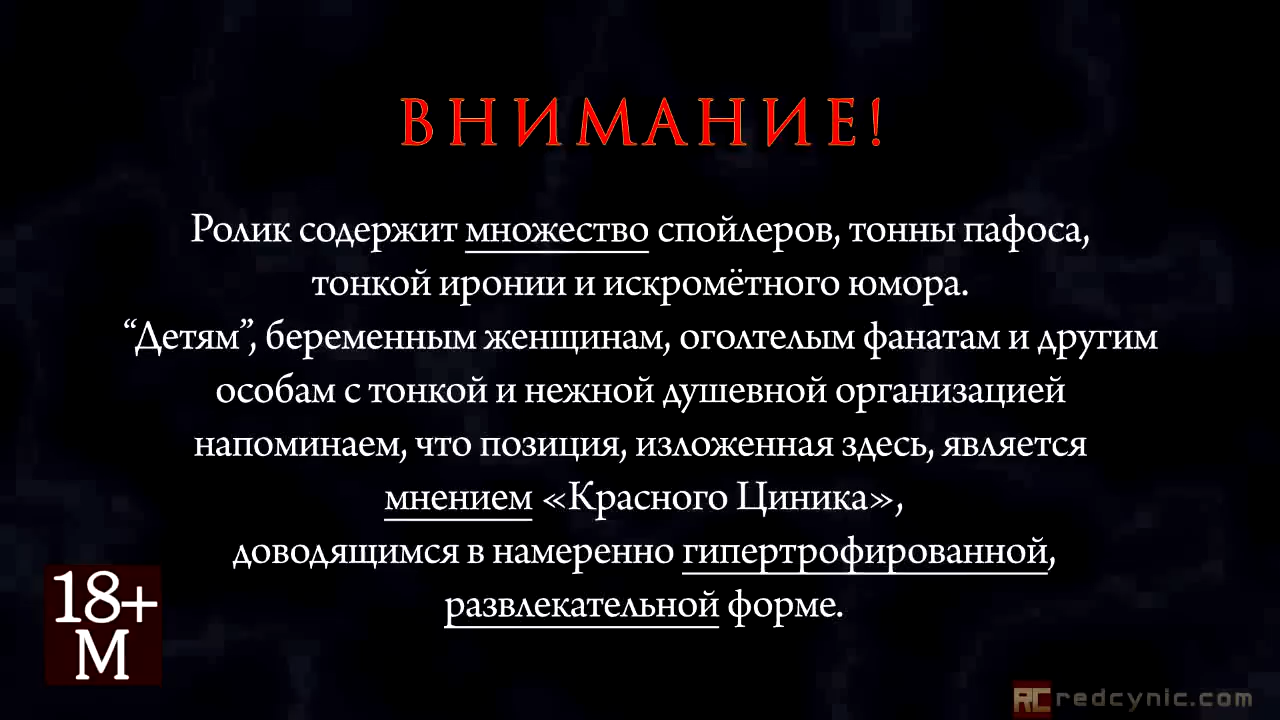 ВНИМАНИЕ!
Ролик содержит множество спойлеров, тонны пафоса,
тонкой иронии и искромётного юмора.
“Детям”, беременным женщинам, оголтелым фанатам и другим
особам с тонкой и нежной душевной организацией
напоминаем, что позиция, изложенная здесь, является
мнением «Красного Циника»,
доводящимся в намеренно гипертрофированной,
развлекательной форме.
18+
M
RC redcynic.com